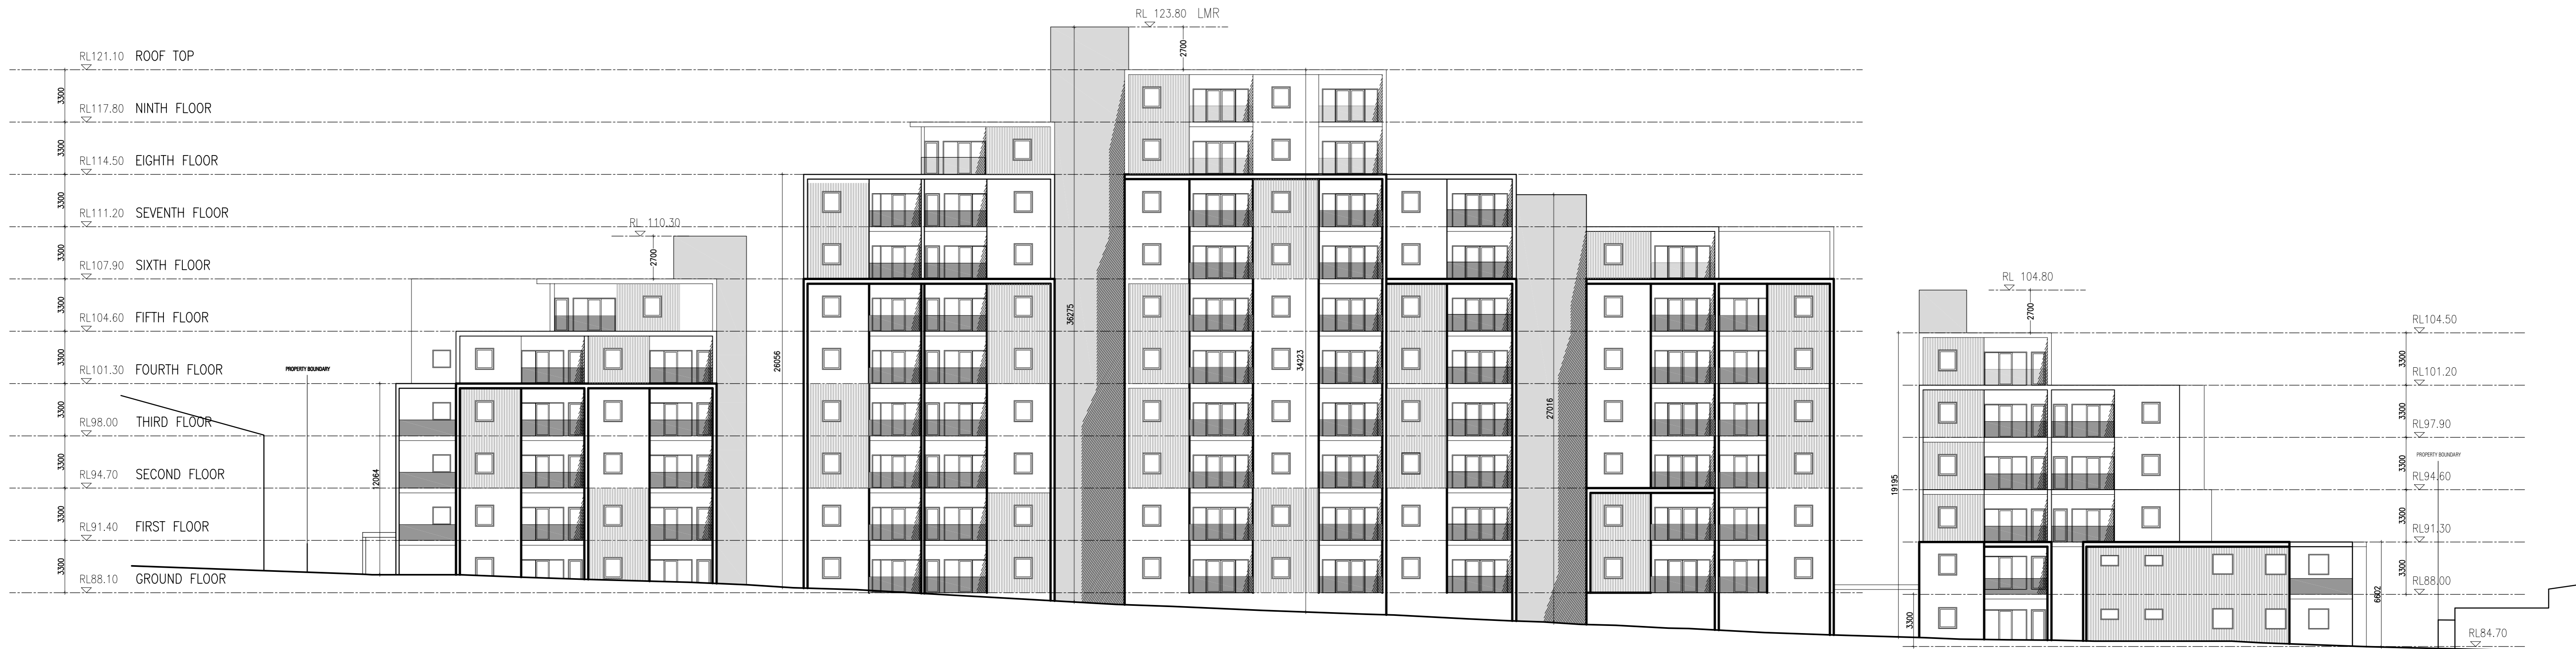 RL 123.80 LMR
2700
RL121.10 ROOF TOP
3300
RL117.80 NINTH FLOOR
3300
RL114.50 EIGHTH FLOOR
3300
RL111.20 SEVENTH FLOOR
RL 110.30
3300
2700
RL107.90 SIXTH FLOOR
3300
RL104.60 FIFTH FLOOR
3300
RL101.30 FOURTH FLOOR
PROPERTY BOUNDARY
3300
RL98.00 THIRD FLOOR
3300
RL94.70 SECOND FLOOR
3300
RL91.40 FIRST FLOOR
3300
RL88.10 GROUND FLOOR
12064
26056
36275
34223
27016
19195
RL 104.80
2700
RL104.50
3300
RL101.20
3300
RL97.90
PROPERTY BOUNDARY
3300
RL94.60
3300
RL91.30
3300
RL88.00
6602
3300
RL84.70